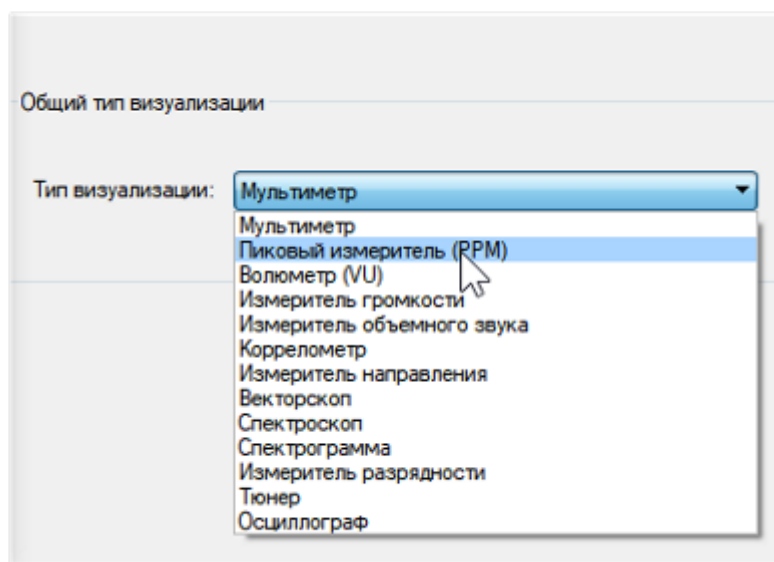 Общий тип визуализации
Тип визуализации: Мультиметр
Мультиметр
Пиковый измеритель (PPM)
Волюметр (VU)
Измеритель громкости
Измеритель объемного звука
Коррелометр
Измеритель направления
Векторскоп
Спектроскоп
Спектрограмма
Измеритель разрядности
Тюнер
Осциллограф